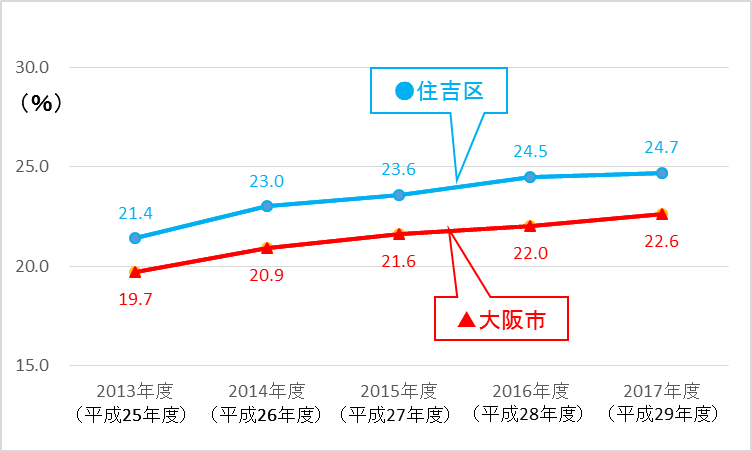 30.0
（%）
●住吉区
25.0
21.4
23.0
23.6
24.5
24.7
20.0
19.7
20.9
21.6
22.0
22.6
▲大阪市
15.0
2013年度
（平成25年度）
2014年度
（平成26年度）
2015年度
（平成27年度）
2016年度
（平成28年度）
2017年度
（平成29年度）